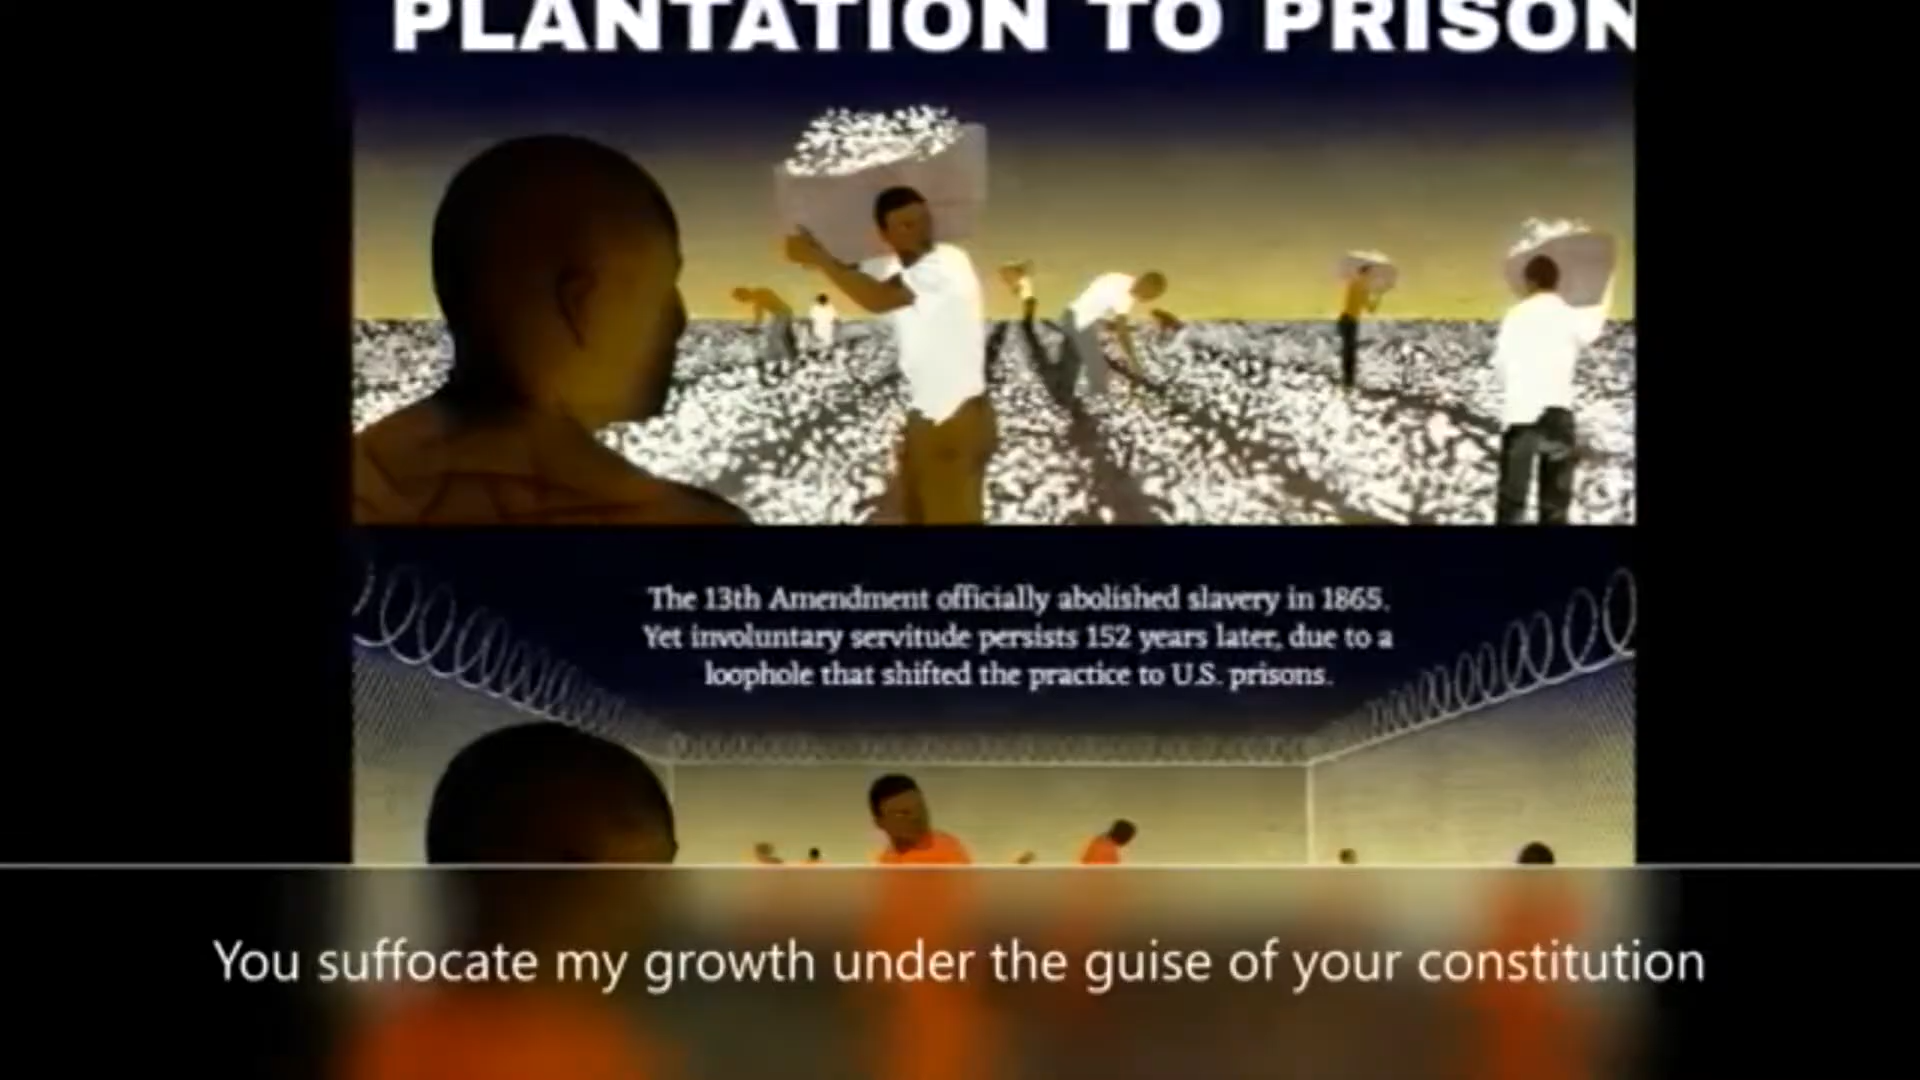 PLANTATION TO PRISON
The 13th Amendment officially abolished slavery in 1865.
Yet involuntary servitude persists 152 years later, due to a
loophole that shifted the practice to U.S. prisons.
You suffocate my growth under the guise of your constitution